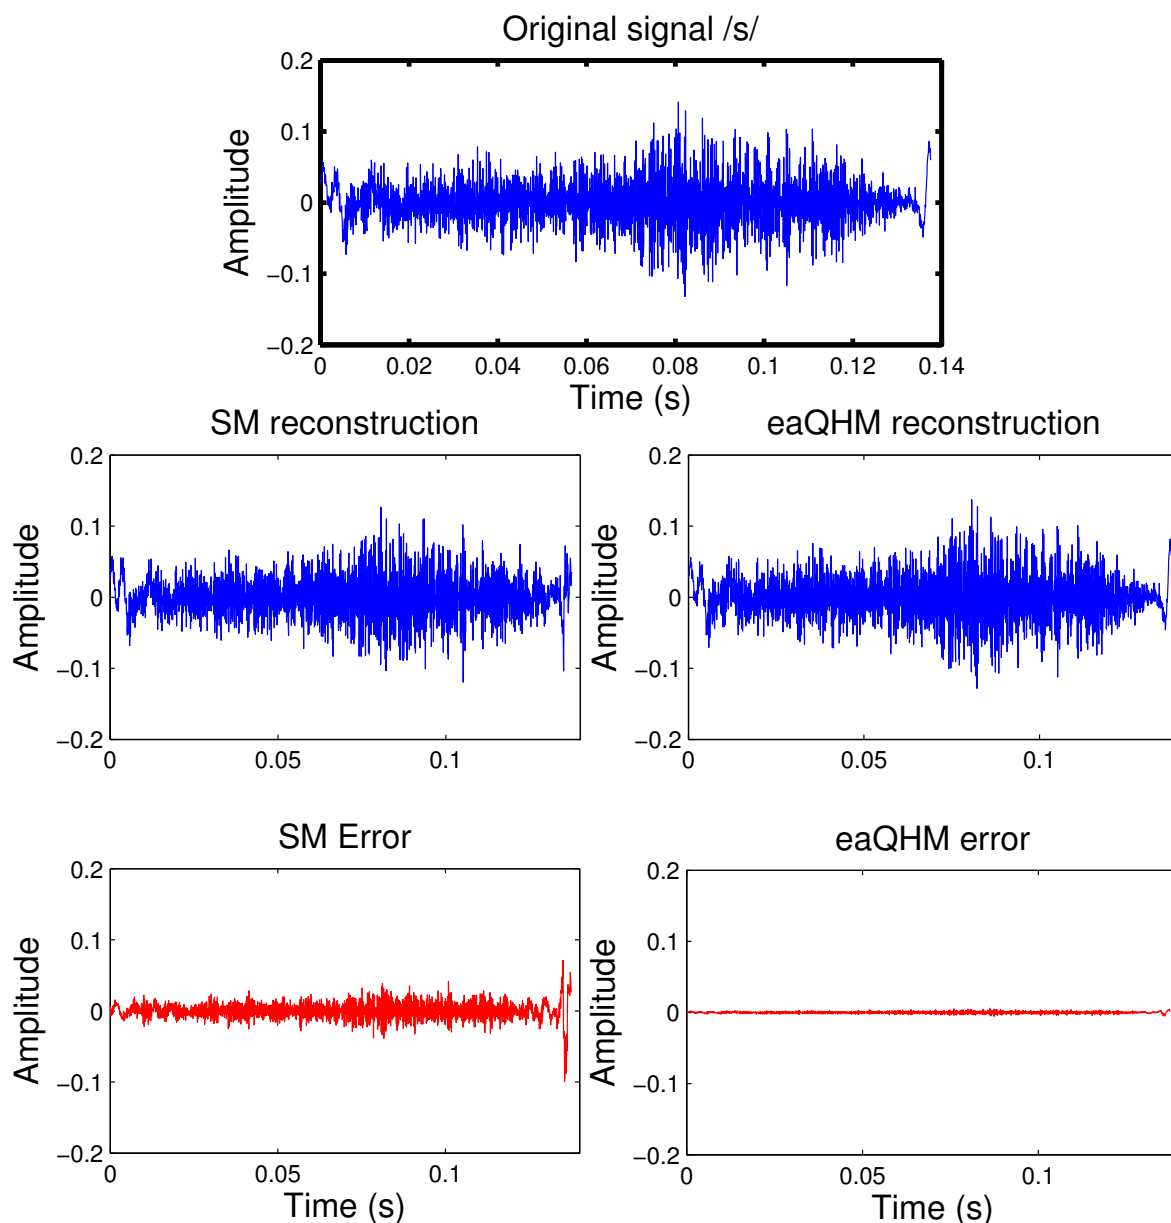 Original signal /s/
0.2
0.1
0
−0.1
−0.2
Amplitude
0 0.02 0.04 0.06 0.08 0.1 0.12 0.14
Time (s)
SM reconstruction
0.2
0.1
0
−0.1
−0.2
Amplitude
0 0.05 0.1
eaQHM reconstruction
0.2
0.1
0
−0.1
−0.2
Amplitude
0 0.05 0.1
SM Error
0.2
0.1
0
−0.1
−0.2
Amplitude
0 0.05 0.1
Time (s)
eaQHM error
0.2
0.1
0
−0.1
−0.2
Amplitude
0 0.05 0.1
Time (s)